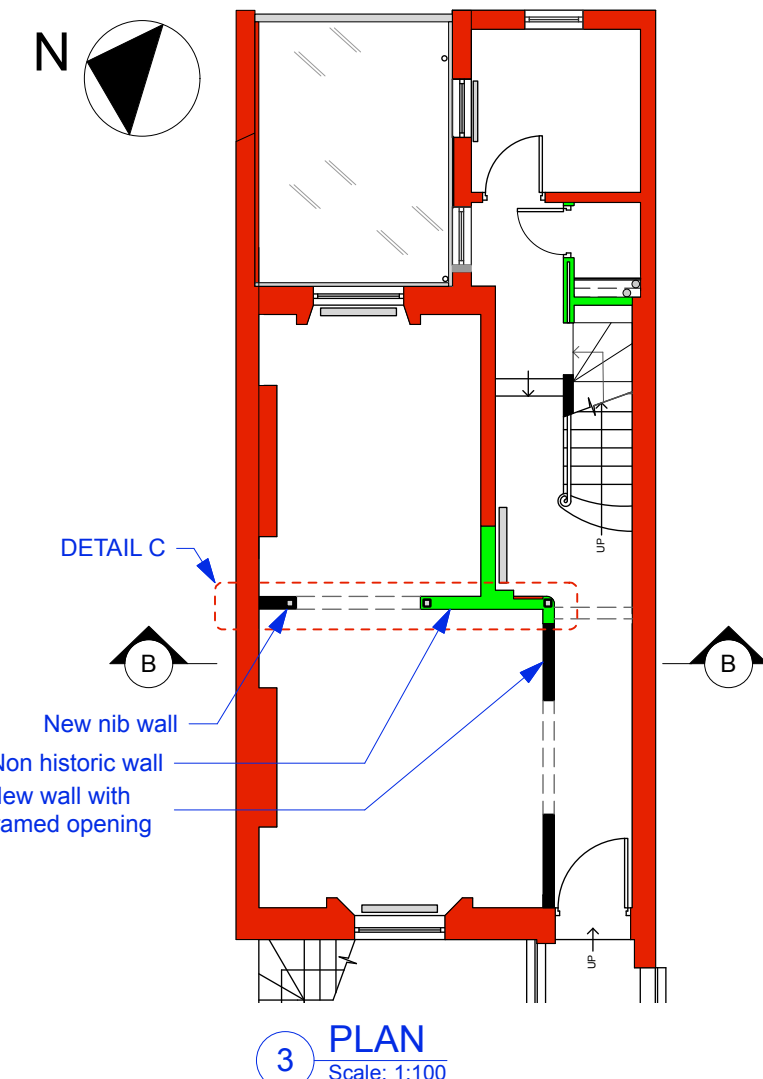 N
UP
DETAIL C
B
B
New nib wall
Non historic wall
New wall with
framed opening
UP
3
PLAN
Scale: 1:100